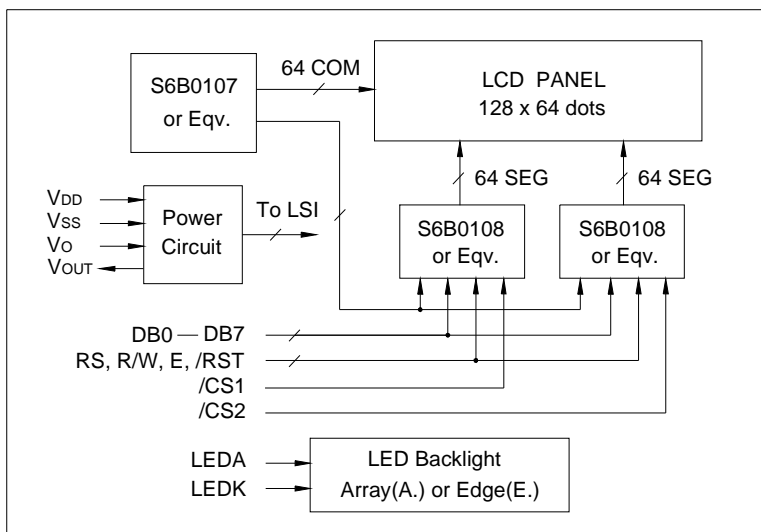 64 COM
S6B0107
or Eqv.
LCD PANEL
128 x 64 dots
64 SEG
64 SEG
VDD
VSS
VO
VOUT
Power
Circuit
To LSI
S6B0108
or Eqv.
S6B0108
or Eqv.
DB0 — DB7
RS, R/W, E, /RST
/CS1
/CS2
LEDA
LEDK
LED Backlight
Array(A.) or Edge(E.)